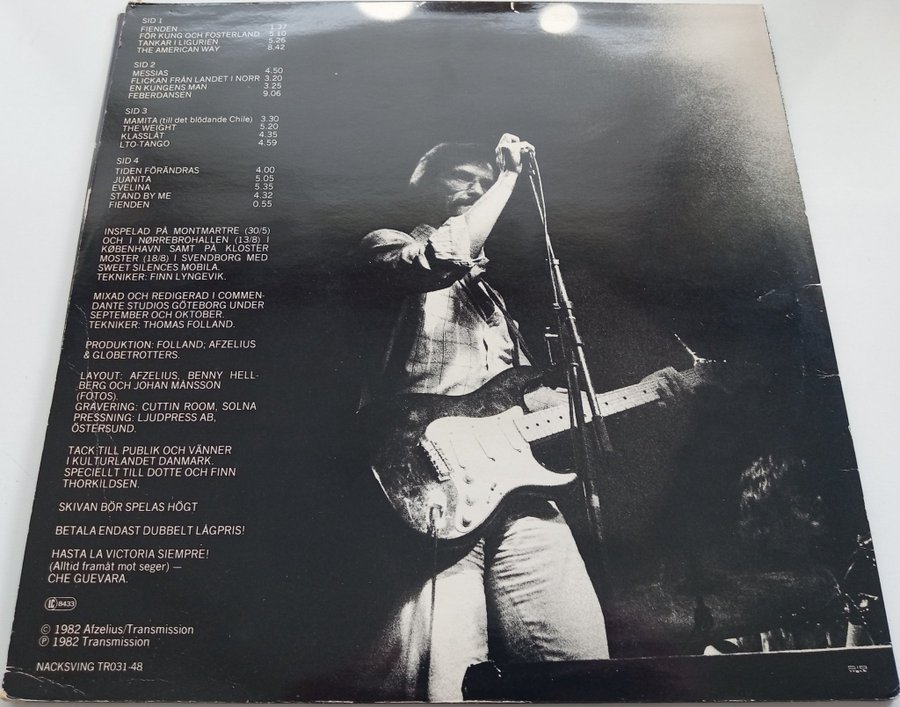 SID 1
FIENDEN 1.37
FÖR KUNG OCH FOSTERLAND 5.10
TANKAR I LIGURIEN 5.26
THE AMERICAN WAY 8.42
SID 2
MESSIAS 4.50
FLICKAN FRÅN LANDET I NORR 3.20
EN KUNGENS MAN 3.25
FEBERDANSEN 9.06
SID 3
MAMITA (till det blödande Chile) 3.30
THE WEIGHT 5.20
KLASSLÅT 4.35
LTO-TANGO 4.59
SID 4
TIDEN FÖRÄNDRAS 4.00
JUANITA 5.05
EVELINA 5.35
STAND BY ME 4.32
FIENDEN 0.55
INSPELAD PÅ MONTMARTRE (30/5)
OCH I NØRREBROHALLEN (13/8) I
KØBENHAVN SAMT PÅ KLOSTER
MOSTER (18/8) I SVENDBORG MED
SWEET SILENCES MOBILA.
TEKNIKER: FINN LYNGEVIK.
MIXAD OCH REDIGERAD I COMMEN-
DANTE STUDIOS GÖTEBORG UNDER
SEPTEMBER OCH OKTOBER.
TEKNIKER: THOMAS FOLLAND.
PRODUKTION: FOLLAND; AFZELIUS
& GLOBETROTTERS.
LAYOUT: AFZELIUS, BENNY HELL-
BERG OCH JOHAN MÅNSSON
(FOTOS).
GRAVERING: CUTTIN ROOM, SOLNA
PRESSNING: LJUDPRESS AB,
ÖSTERSUND.
TACK TILL PUBLIK OCH VÄNNER
I KULTURLANDET DANMARK.
SPECIELLT TILL DOTTE OCH FINN
THORKILDSEN.
SKIVAN BÖR SPELAS HÖGT
BETALA ENDAST DUBBELT LÅGPRIS!
HASTA LA VICTORIA SIEMPRE!
(Alltid framåt mot seger) —
CHE GUEVARA.
LC 8433
© 1982 Afzelius/Transmission
℗ 1982 Transmission
NACKSVING TR031-48